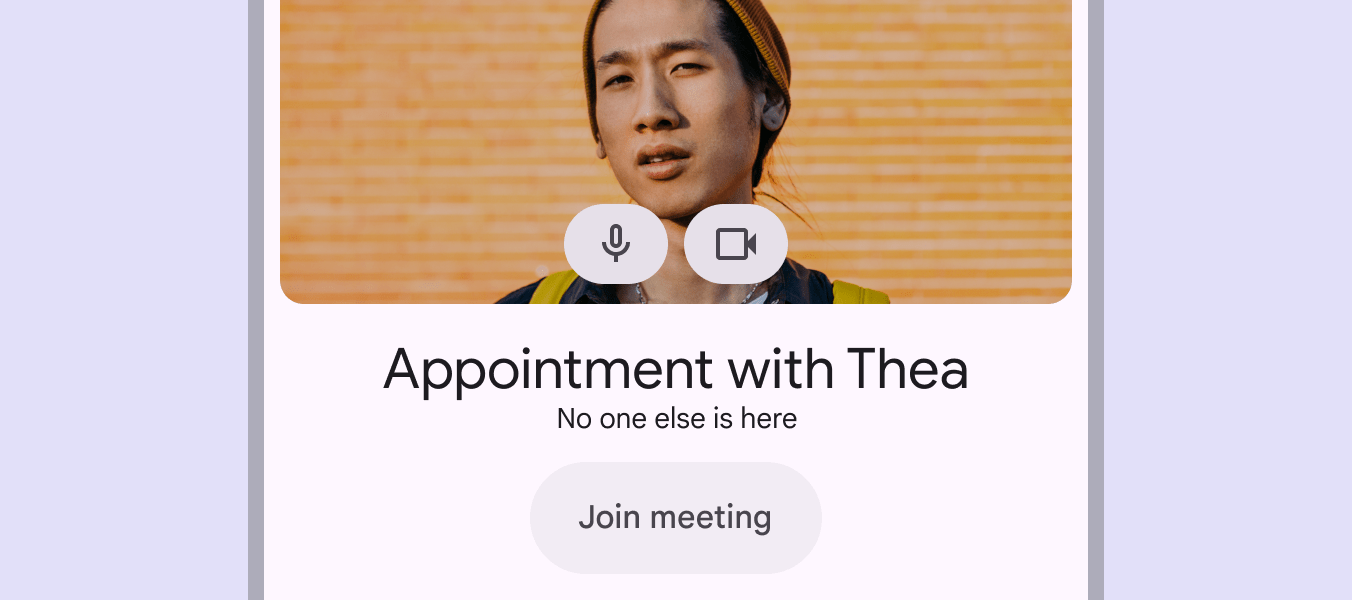 Appointment with Thea
No one else is here
Join meeting